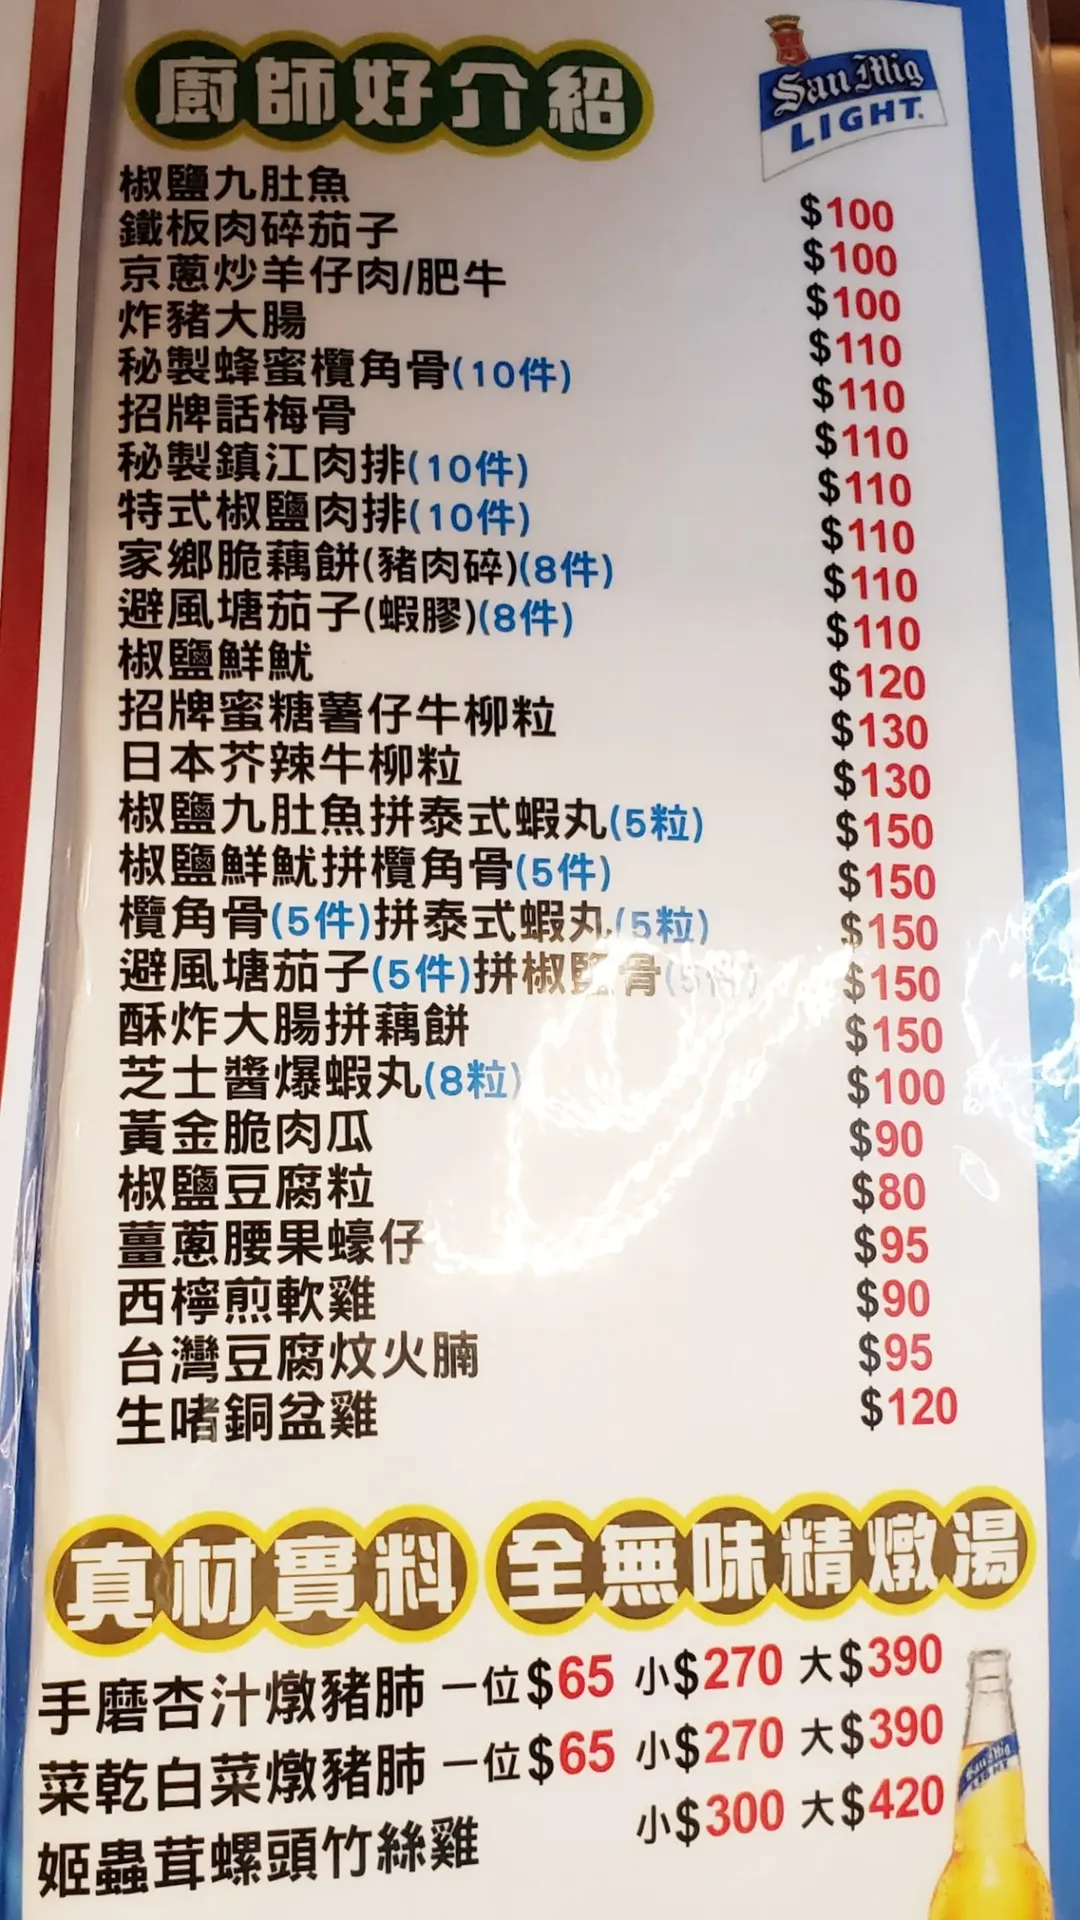 廚師好介紹
San Mig
LIGHT.
椒鹽九肚魚 $100
鐵板肉碎茄子 $100
京蔥炒羊仔肉/肥牛 $100
炸豬大腸 $110
秘製蜂蜜欖角骨(10件) $110
招牌話梅骨 $110
秘製鎮江肉排(10件) $110
特式椒鹽肉排(10件) $110
家鄉脆藕餅(豬肉碎)(8件) $110
避風塘茄子(蝦膠)(8件) $110
椒鹽鮮魷 $120
招牌蜜糖薯仔牛柳粒 $130
日本芥辣牛柳粒 $130
椒鹽九肚魚拼泰式蝦丸(5粒) $150
椒鹽鮮魷拼欖角骨(5件) $150
欖角骨(5件)拼泰式蝦丸(5粒) $150
避風塘茄子(5件)拼椒鹽骨(5件) $150
酥炸大腸拼藕餅 $150
芝士醬爆蝦丸(8粒) $100
黃金脆肉瓜 $90
椒鹽豆腐粒 $80
薑蔥腰果蠔仔 $95
西檸煎軟雞 $90
台灣豆腐炆火腩 $95
生啫銅盆雞 $120
真材實料 全無味精燉湯
手磨杏汁燉豬肺 一位$65 小$270 大$390
菜乾白菜燉豬肺 一位$65 小$270 大$390
姬蟲茸螺頭竹絲雞 小$300 大$420
San Mig
LIGHT